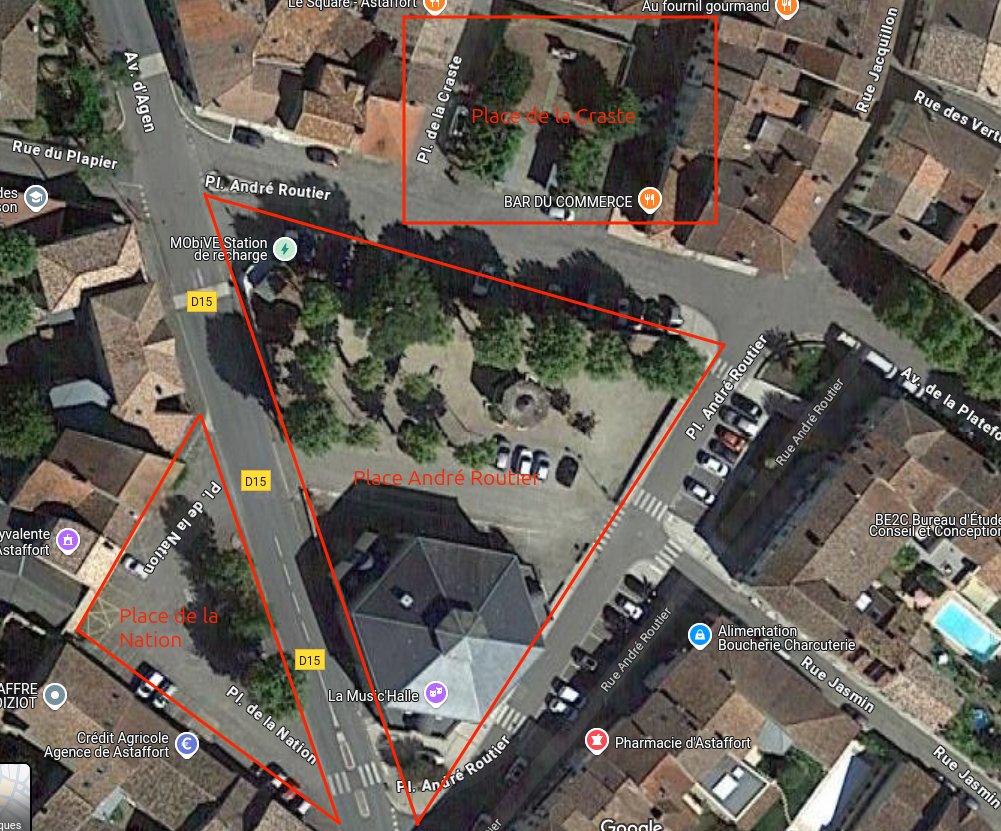 Le Square - Astaffort
Au fournil gourmand
Av. d'Agen
Pl. de la Craste
Place de la Craste
Rue Jacquillon
Rue des Vert
Rue du Plapier
Pl. André Routier
BAR DU COMMERCE
des
son
MObiVE Station
de recharge
D15
Pl. André Routier
Rue André Routier
Av. de la Platefo
D15
Place André Routier
Pl. de la Nation
yvalente
Astaffort
BE2C Bureau d'Étude
Conseil et Conception
Place de la
Nation
Rue André Routier
Alimentation
Boucherie Charcuterie
D15
Rue Jasmin
AFFRE
DIZIOT
La Music'Halle
Pl. de la Nation
Crédit Agricole
Agence de Astaffort
Pharmacie d'Astaffort
Pl. André Routier
Rue Jasmin
ques
Google